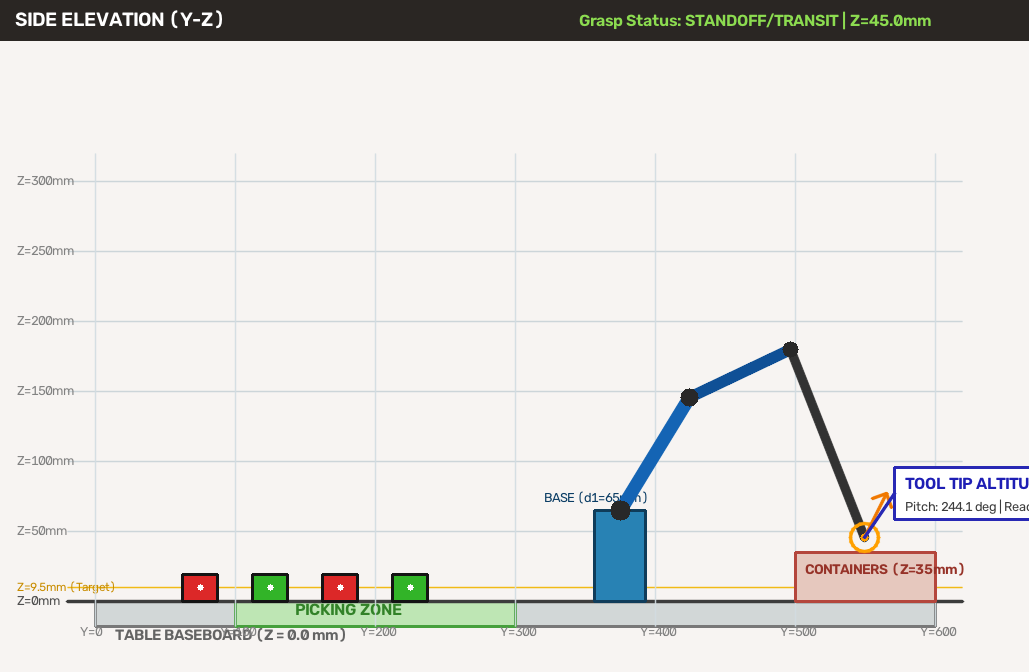 SIDE ELEVATION (Y-Z)
Grasp Status: STANDOFF/TRANSIT | Z=45.0mm
Z=300mm
Z=250mm
Z=200mm
Z=150mm
Z=100mm
Z=50mm
Z=9.5mm (Target)
Z=0mm
BASE (d1=65mm)
TOOL TIP ALTITU
Pitch: 244.1 deg | Reac
CONTAINERS (Z=35mm)
PICKING ZONE
Y=0
Y=100
Y=200
Y=300
Y=400
Y=500
Y=600
TABLE BASEBOARD (Z = 0.0 mm)